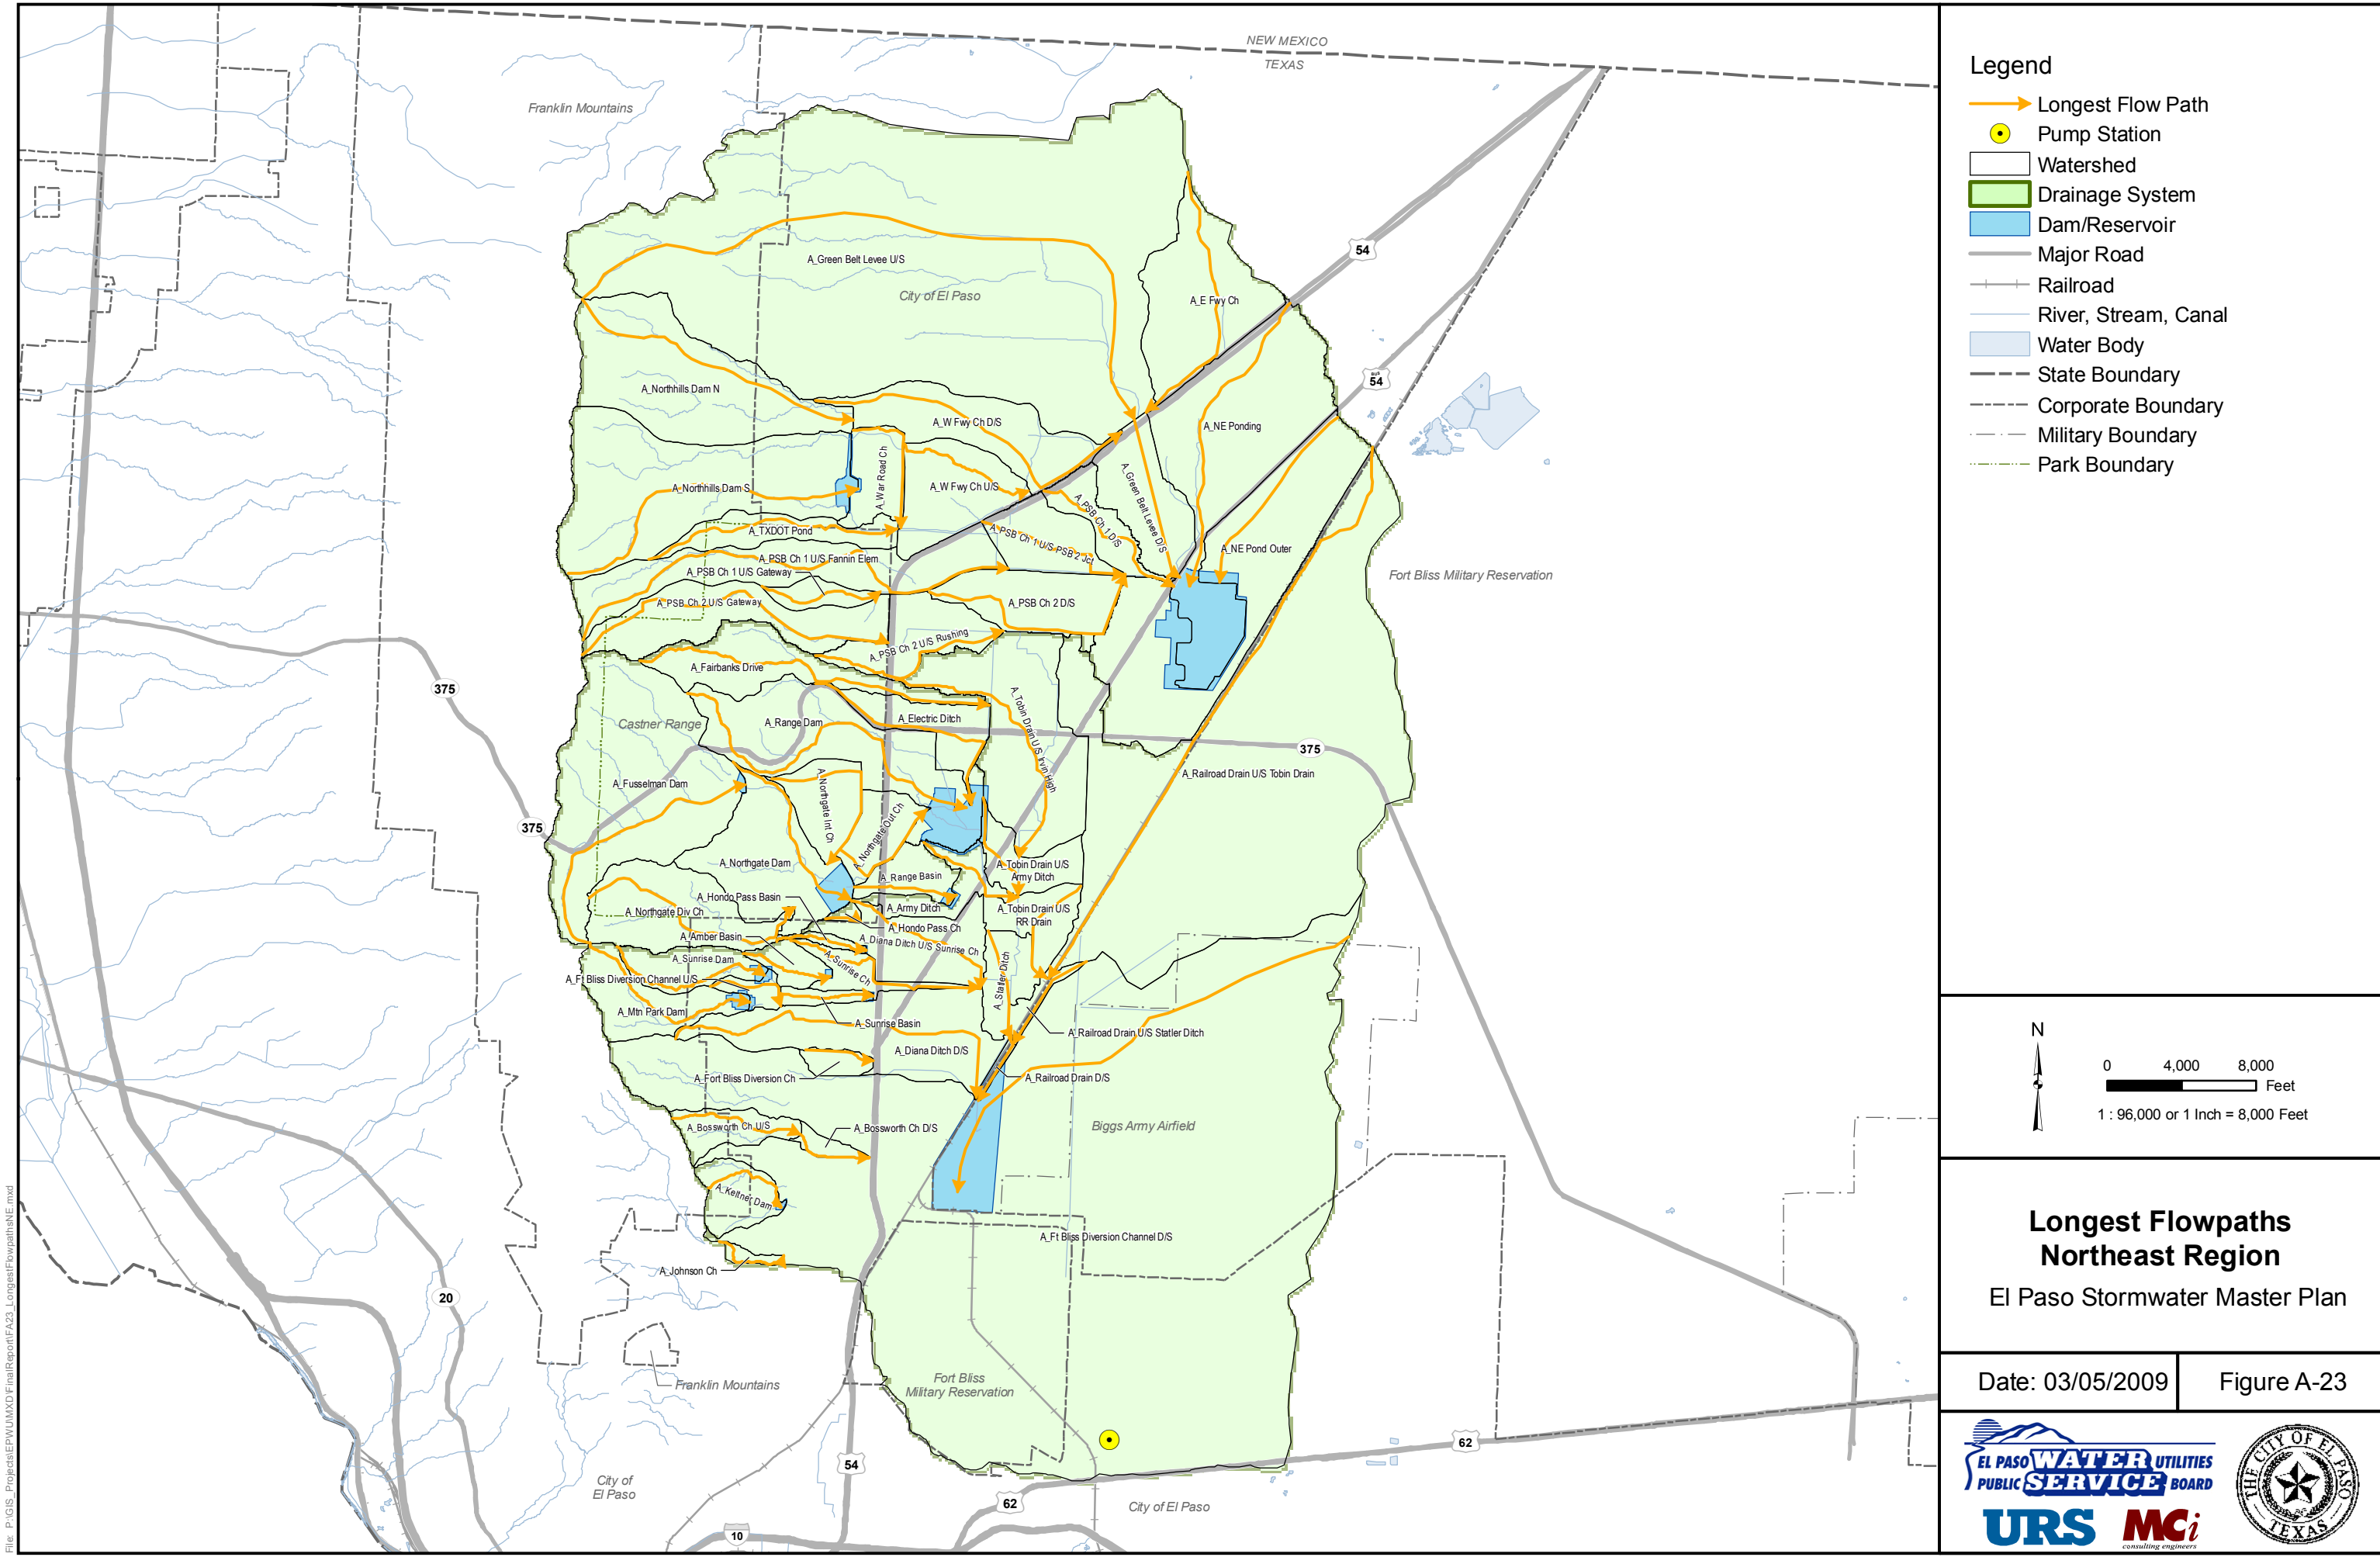 NEW MEXICO
TEXAS
Franklin Mountains
54
A_Green Belt Levee U/S
City of El Paso
A_E Fwy Ch
BUS
54
A_Northhills Dam N
A_W Fwy Ch D/S
A_NE Ponding
A_War Road Ch
A_Northhills Dam S
A_W Fwy Ch U/S
A_Green Belt Levee D/S
A_PSB Ch 1 D/S
A_TXDOT Pond
A_PSB Ch 1 U/S PSB 2 Jct
A_NE Pond Outer
A_PSB Ch 1 U/S Fannin Elem
A_PSB Ch 1 U/S Gateway
Fort Bliss Military Reservation
A_PSB Ch 2 U/S Gateway
A_PSB Ch 2 D/S
A_PSB Ch 2 U/S Rushing
A_Fairbanks Drive
375
A_Tobin Drain U/S Irvin High
Castner Range
A_Range Dam
A_Electric Ditch
375
A_Railroad Drain U/S Tobin Drain
A_Fusselman Dam
A_Northgate Int Ch
A_Northgate Out Ch
375
A_Northgate Dam
A_Tobin Drain U/S
Army Ditch
A_Range Basin
A_Hondo Pass Basin
A_Northgate Div Ch
A_Army Ditch
A_Tobin Drain U/S
RR Drain
A_Hondo Pass Ch
A_Amber Basin
A_Diana Ditch U/S Sunrise Ch
A_Sunrise Dam
A_Sunrise Ch
A_Statler Ditch
A_Ft Bliss Diversion Channel U/S
A_Mtn Park Dam
A_Sunrise Basin
A_Railroad Drain U/S Statler Ditch
A_Diana Ditch D/S
A_Fort Bliss Diversion Ch
A_Railroad Drain D/S
A_Bossworth Ch U/S
A_Bossworth Ch D/S
Biggs Army Airfield
A_Keltner Dam
A_Ft Bliss Diversion Channel D/S
A_Johnson Ch
20
Franklin Mountains
Fort Bliss
Military Reservation
62
54
City of
El Paso
62
City of El Paso
10
File: P:\GIS_Projects\EPWU\MXD\FinalReport\FA23_LongestFlowpathsNE.mxd
Legend
Longest Flow Path
Pump Station
Watershed
Drainage System
Dam/Reservoir
Major Road
Railroad
River, Stream, Canal
Water Body
State Boundary
Corporate Boundary
Military Boundary
Park Boundary
N
0 4,000 8,000
Feet
1 : 96,000 or 1 Inch = 8,000 Feet
Longest Flowpaths
Northeast Region
El Paso Stormwater Master Plan
Date: 03/05/2009
Figure A-23
EL PASO WATER UTILITIES
PUBLIC SERVICE BOARD
URS
MCi
consulting engineers
THE CITY OF EL PASO
TEXAS